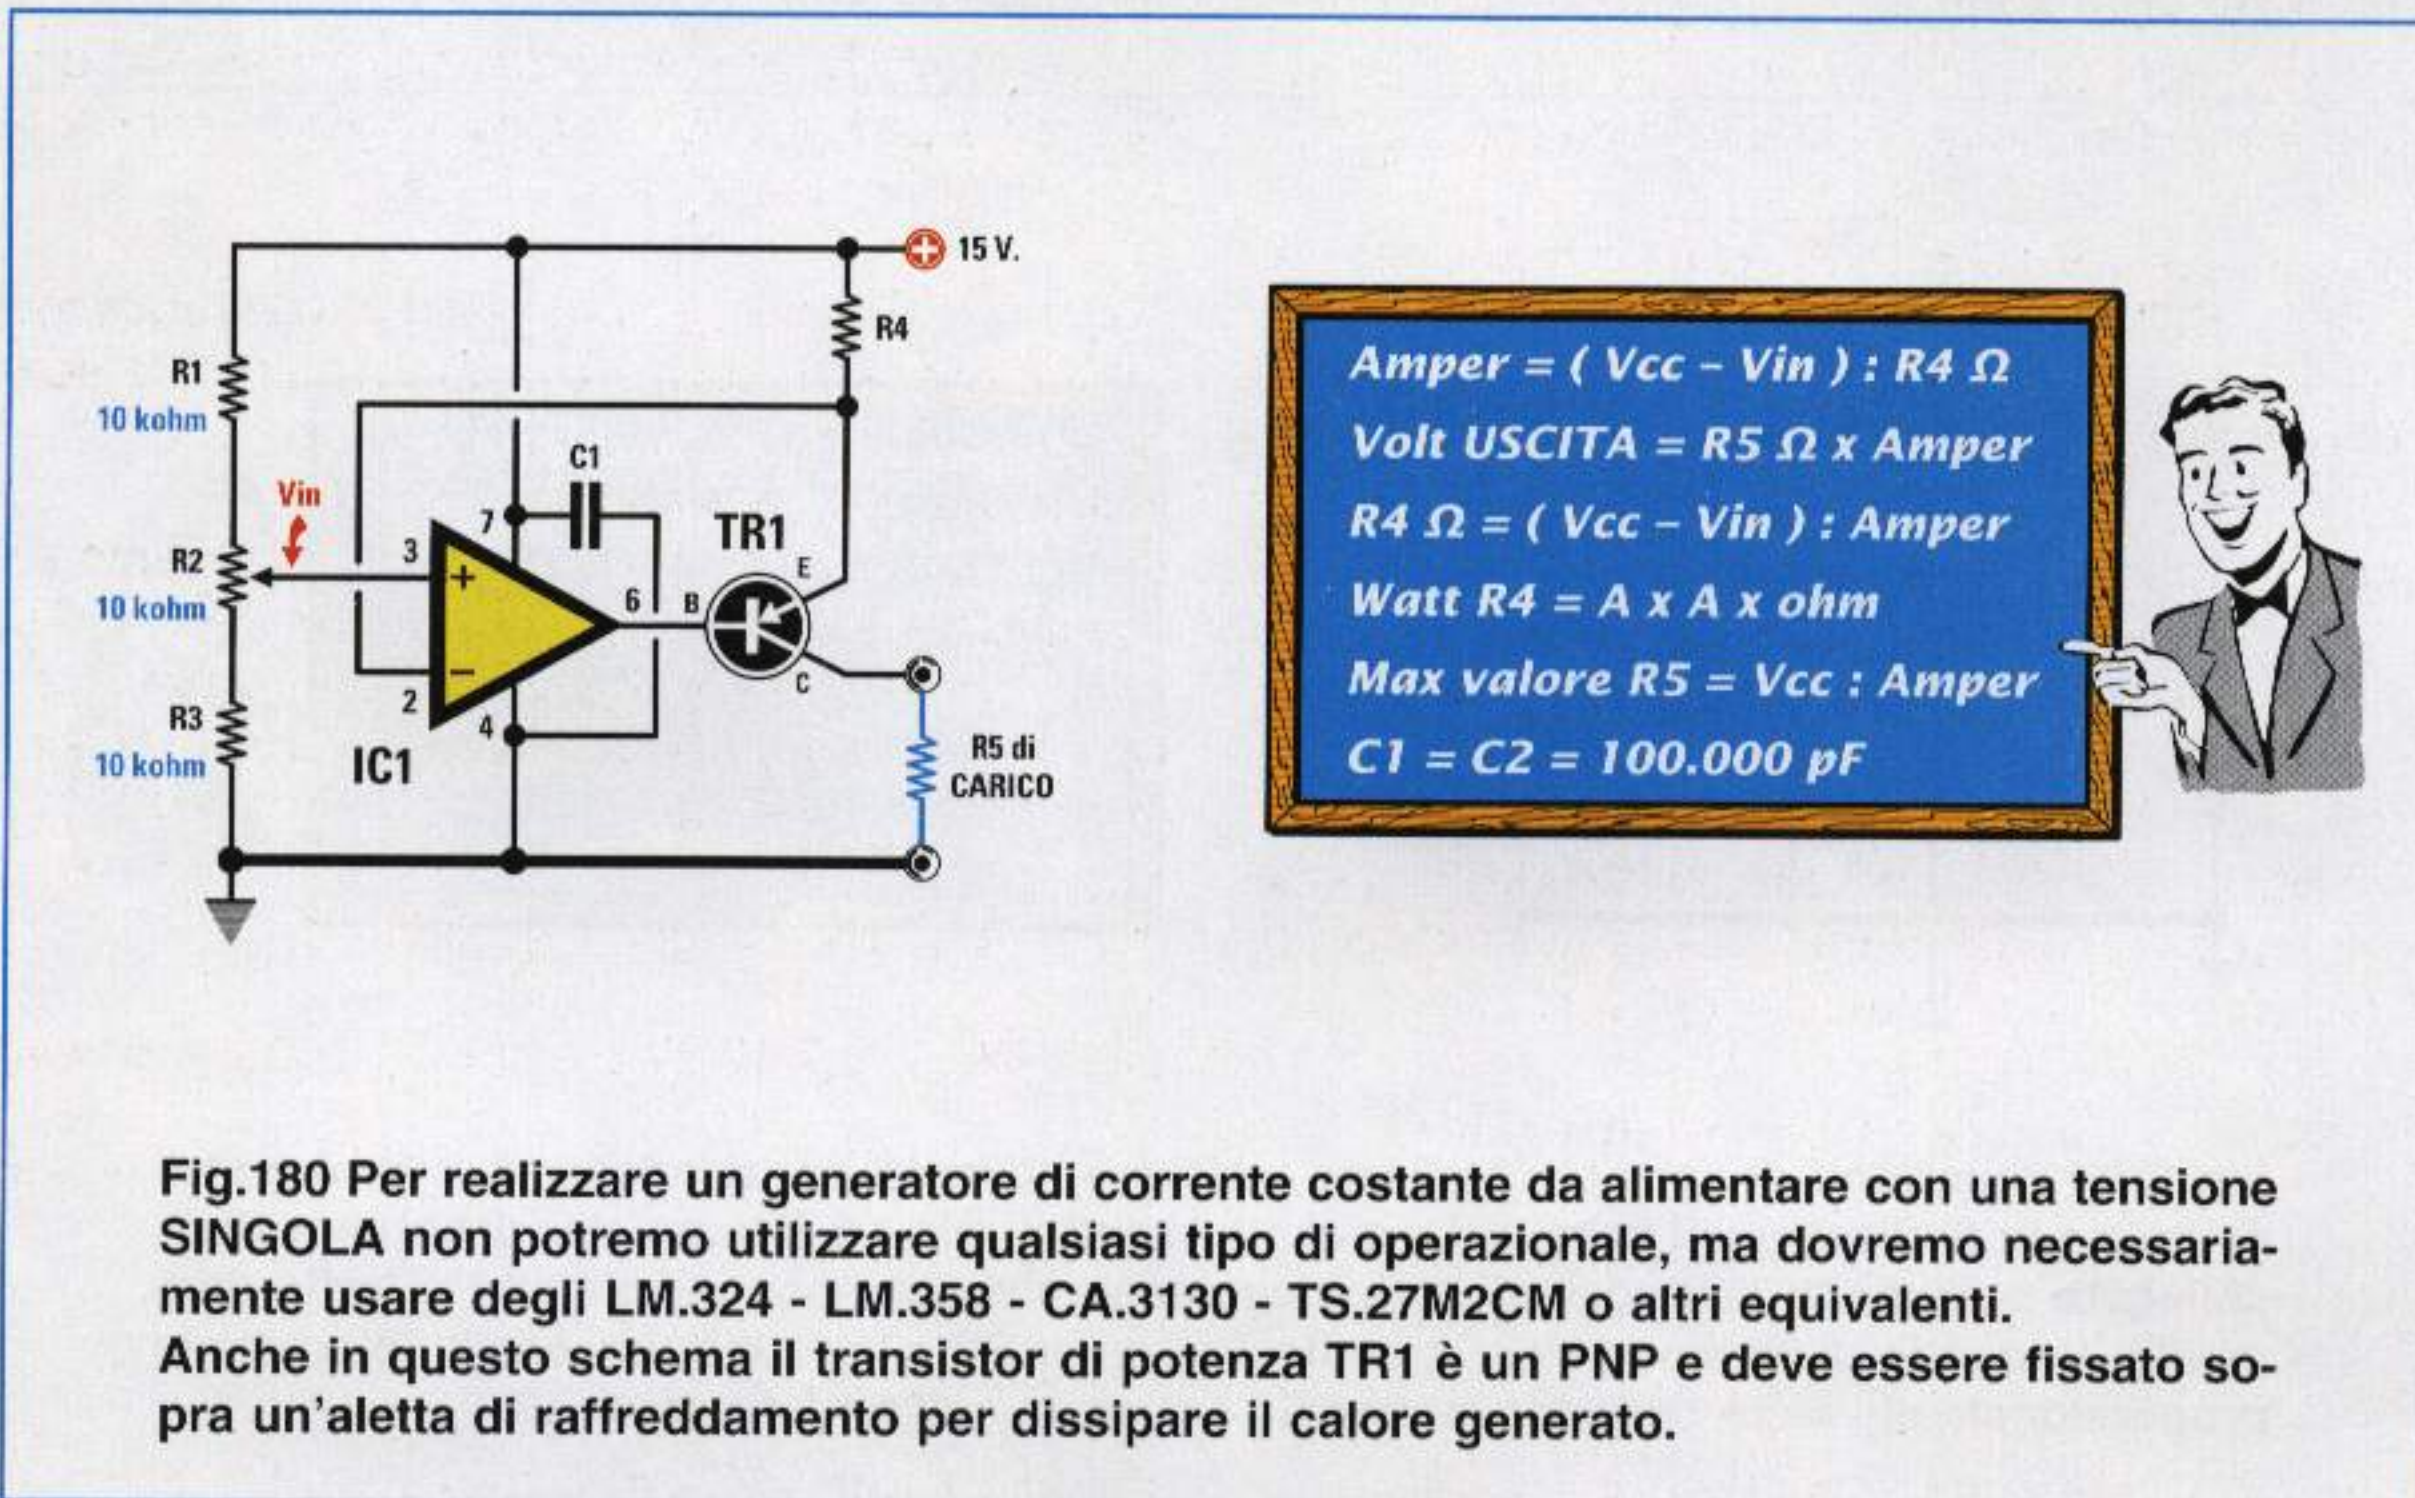 15 V.
R4
R1
10 kohm
C1
Vin
7
TR1
3
E
R2
+
6
B
10 kohm
–
C
2
4
R3
10 kohm
IC1
R5 di
CARICO
Amper = ( Vcc – Vin ) : R4 Ω
Volt USCITA = R5 Ω x Amper
R4 Ω = ( Vcc – Vin ) : Amper
Watt R4 = A x A x ohm
Max valore R5 = Vcc : Amper
C1 = C2 = 100.000 pF
Fig.180 Per realizzare un generatore di corrente costante da alimentare con una tensione
SINGOLA non potremo utilizzare qualsiasi tipo di operazionale, ma dovremo necessaria-
mente usare degli LM.324 - LM.358 - CA.3130 - TS.27M2CM o altri equivalenti.
Anche in questo schema il transistor di potenza TR1 è un PNP e deve essere fissato so-
pra un'aletta di raffreddamento per dissipare il calore generato.